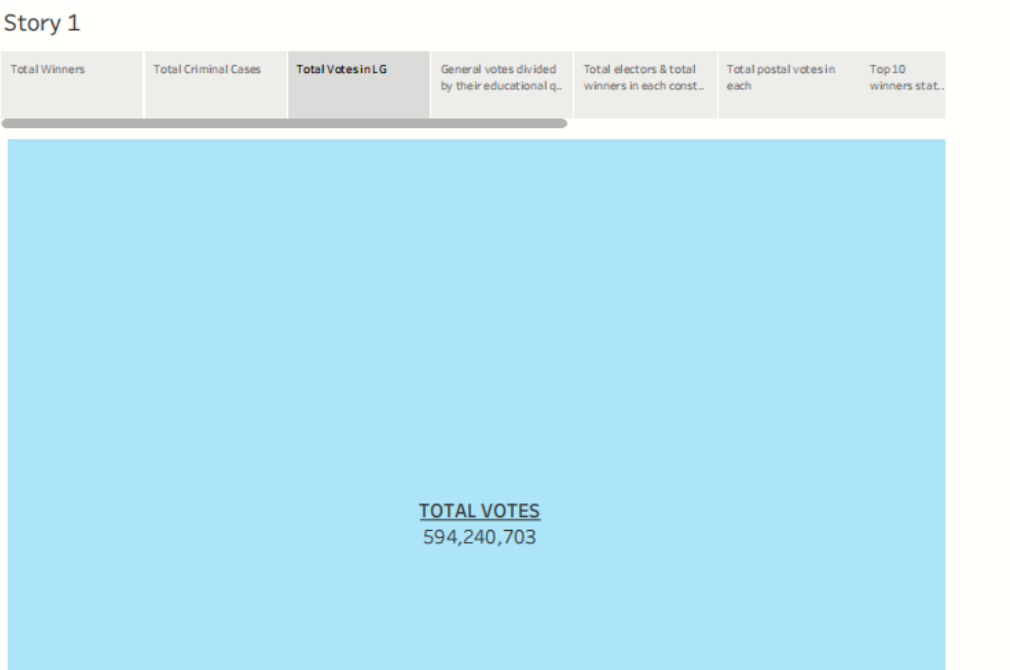 Story 1
Total Winners
Total Criminal Cases
Total Votes in LG
General votes divided
by their educational q..
Total electors & total
winners in each const..
Total postal votes in
each
Top 10
winners stat..
TOTAL VOTES
594,240,703